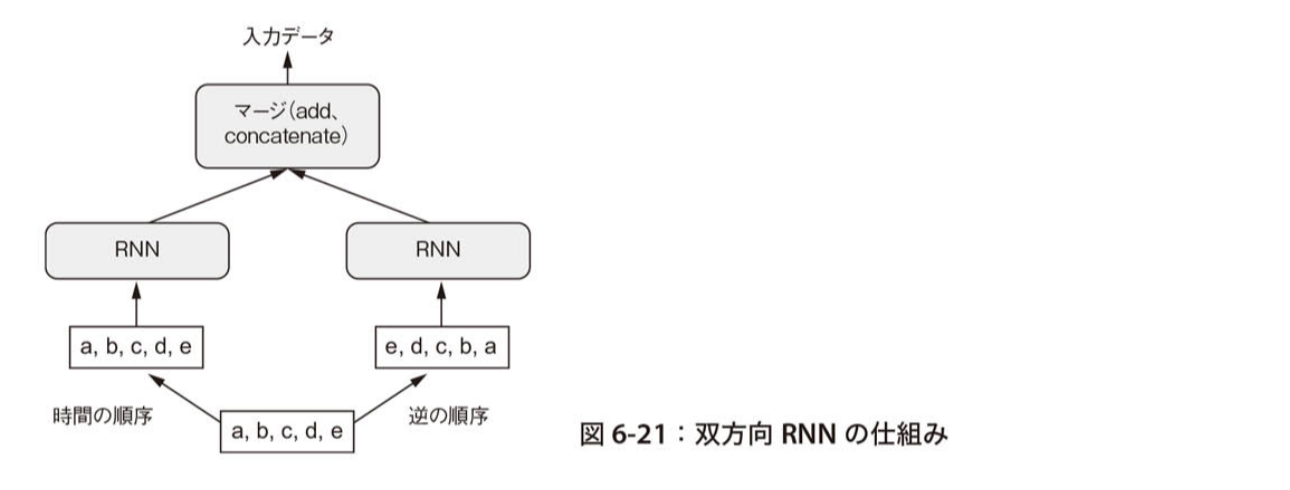 入力データ
マージ（add、
concatenate）
RNN
RNN
a, b, c, d, e
e, d, c, b, a
時間の順序
逆の順序
a, b, c, d, e
図 6-21：双方向 RNN の仕組み